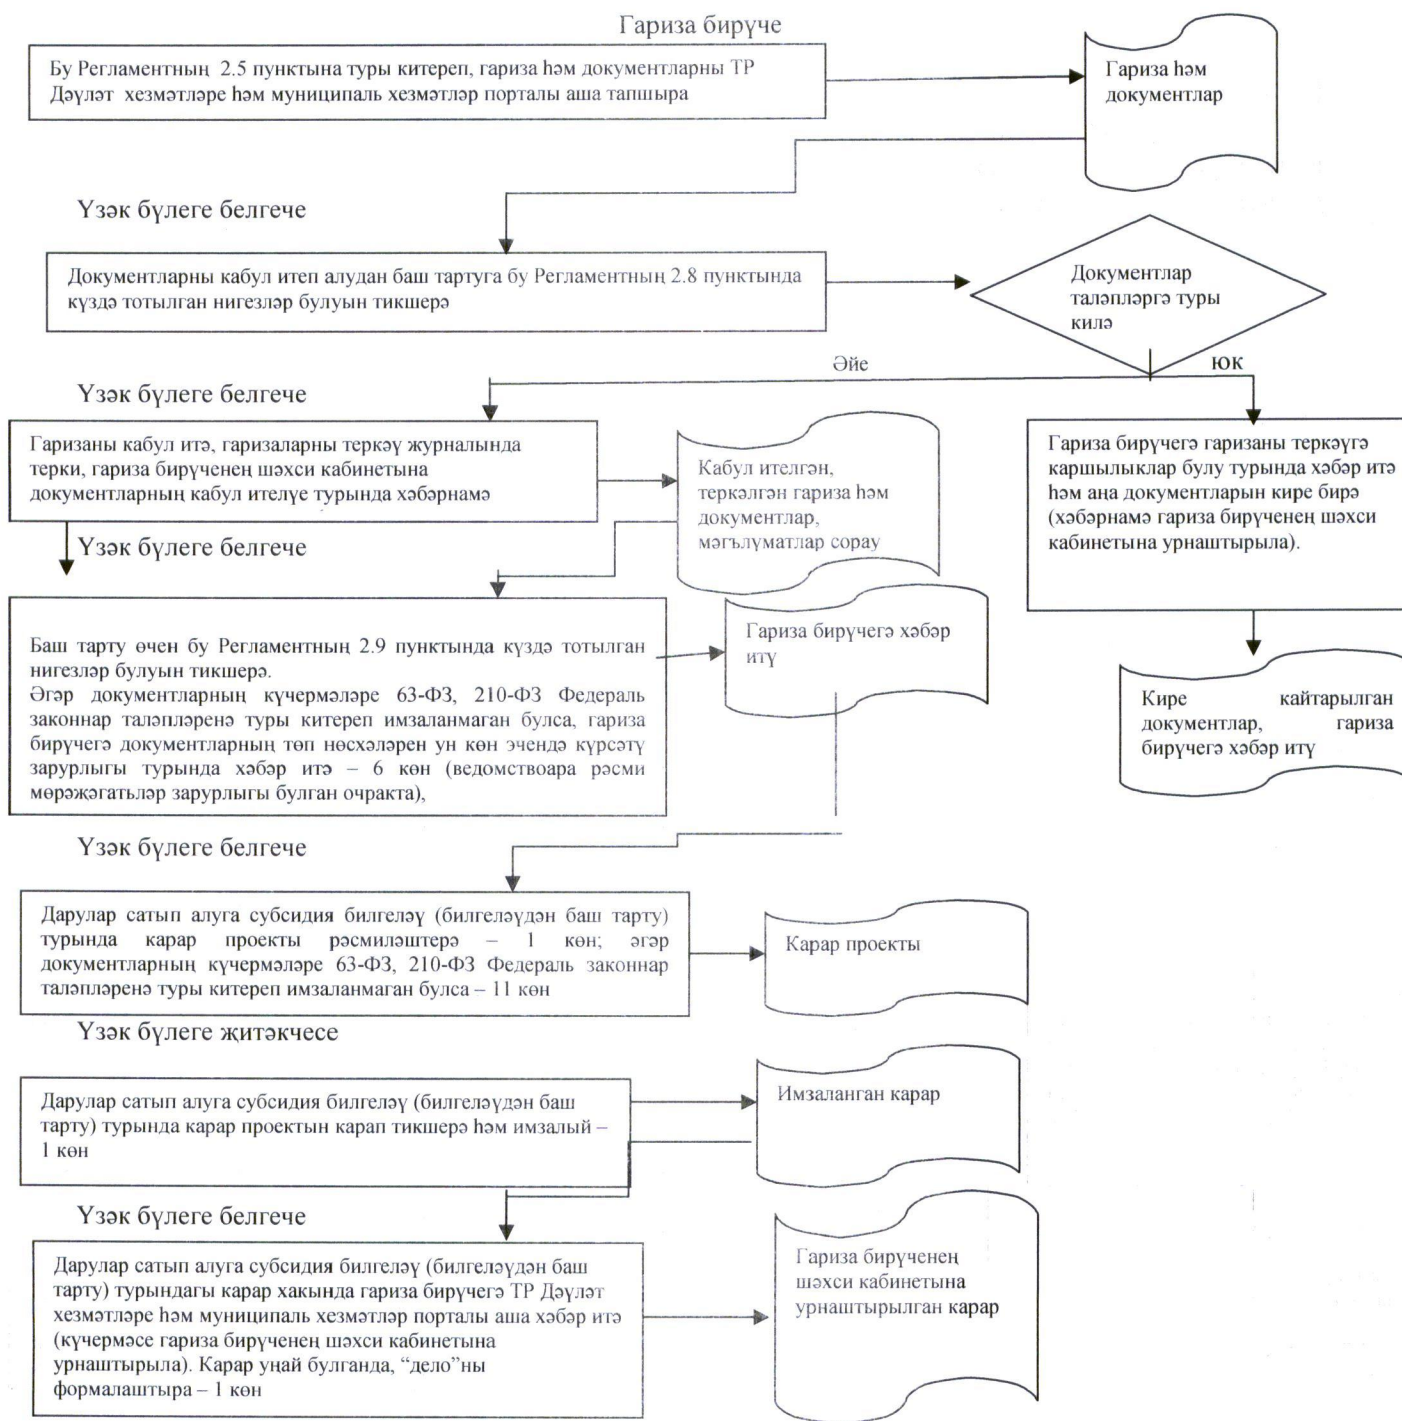 Гариза бирүче
Бу Регламентның 2.5 пунктына туры китереп, гариза һәм документларны ТР
Дәүләт хезмәтләре һәм муниципаль хезмәтләр порталы аша тапшыра
Гариза һәм
документлар
Үзәк бүлеге белгече
Документларны кабул итеп алудан баш тартуга бу Регламентның 2.8 пунктында
күздә тотылган нигезләр булуын тикшерә
Документлар
таләпләргә туры
килә
Әйе
юк
Үзәк бүлеге белгече
Гаризаны кабул итә, гаризаларны теркәү журналында
терки, гариза бирүченең шәхси кабинетына
документларның кабул ителүе турында хәбәрнамә
Кабул ителгән,
теркәлгән гариза һәм
документлар,
мәгълүматлар сорау
Гариза бирүчегә гаризаны теркәүгә
каршылыклар булу турында хәбәр итә
һәм аңа документларын кире бирә
(хәбәрнамә гариза бирүченең шәхси
кабинетына урнаштырыла).
Үзәк бүлеге белгече
Баш тарту өчен бу Регламентның 2.9 пунктында күздә тотылган
нигезләр булуын тикшерә.
Әгәр документларның күчермәләре 63-ФЗ, 210-ФЗ Федераль
законнар таләпләренә туры китереп имзаланмаган булса, гариза
бирүчегә документларның төп нөсхәләрен ун көн эчендә күрсәтү
зарурлыгы турында хәбәр итә – 6 көн (ведомствоара рәсми
мөрәҗәгатьләр зарурлыгы булган очракта),
Гариза бирүчегә хәбәр
итү
Кире кайтарылган
документлар, гариза
бирүчегә хәбәр итү
Үзәк бүлеге белгече
Дарулар сатып алуга субсидия билгеләү (билгеләүдән баш тарту)
турында карар проекты рәсмиләштерә – 1 көн; әгәр
документларның күчермәләре 63-ФЗ, 210-ФЗ Федераль законнар
таләпләренә туры китереп имзаланмаган булса – 11 көн
Карар проекты
Үзәк бүлеге җитәкчесе
Дарулар сатып алуга субсидия билгеләү (билгеләүдән баш
тарту) турында карар проектын карап тикшерә һәм имзалый –
1 көн
Имзаланган карар
Үзәк бүлеге белгече
Дарулар сатып алуга субсидия билгеләү (билгеләүдән баш
тарту) турындагы карар хакында гариза бирүчегә ТР Дәүләт
хезмәтләре һәм муниципаль хезмәтләр порталы аша хәбәр итә
(күчермәсе гариза бирүченең шәхси кабинетына
урнаштырыла). Карар уңай булганда, “дело”ны
формалаштыра – 1 көн
Гариза бирүченең
шәхси кабинетына
урнаштырылган карар